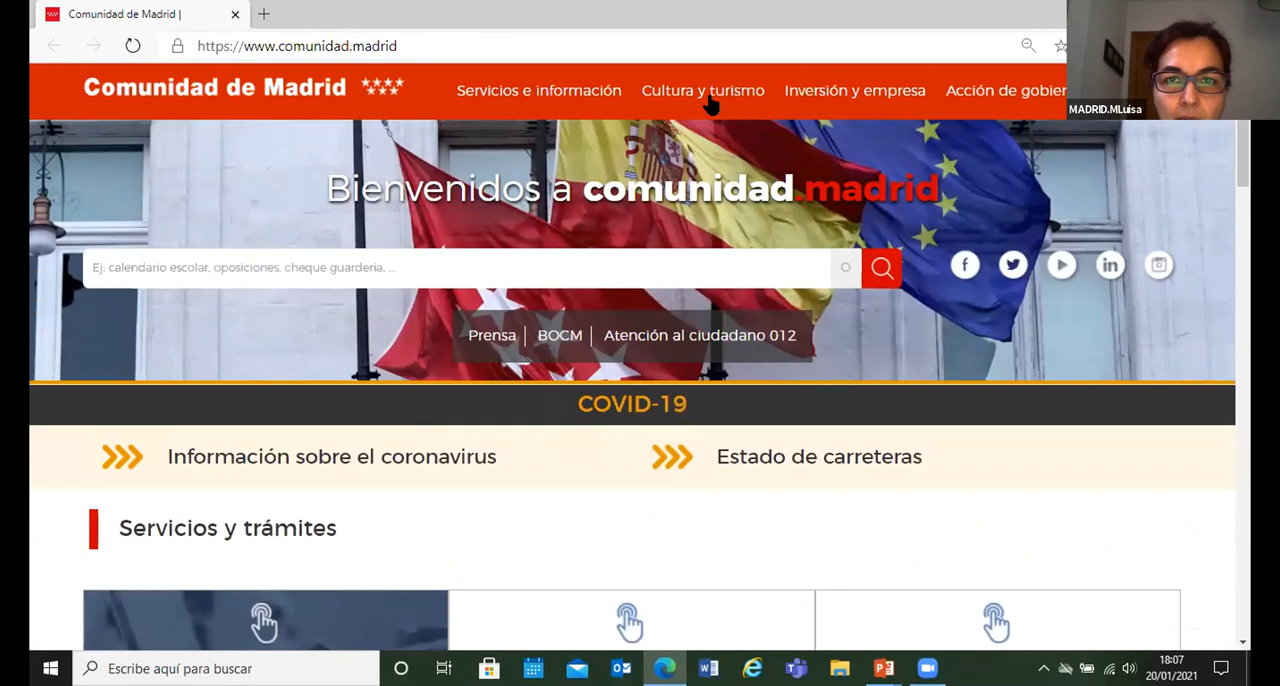 Comunidad de Madrid |
https://www.comunidad.madrid
Comunidad de Madrid
Servicios e información
Cultura y turismo
Inversión y empresa
Acción de gobier
MADRID.MLuisa
Bienvenidos a comunidad.madrid
Ej: calendario escolar, oposiciones, cheque guardería, ...
Prensa | BOCM | Atención al ciudadano 012
COVID-19
Información sobre el coronavirus
Estado de carreteras
Servicios y trámites
Escribe aquí para buscar
18:07
20/01/2021